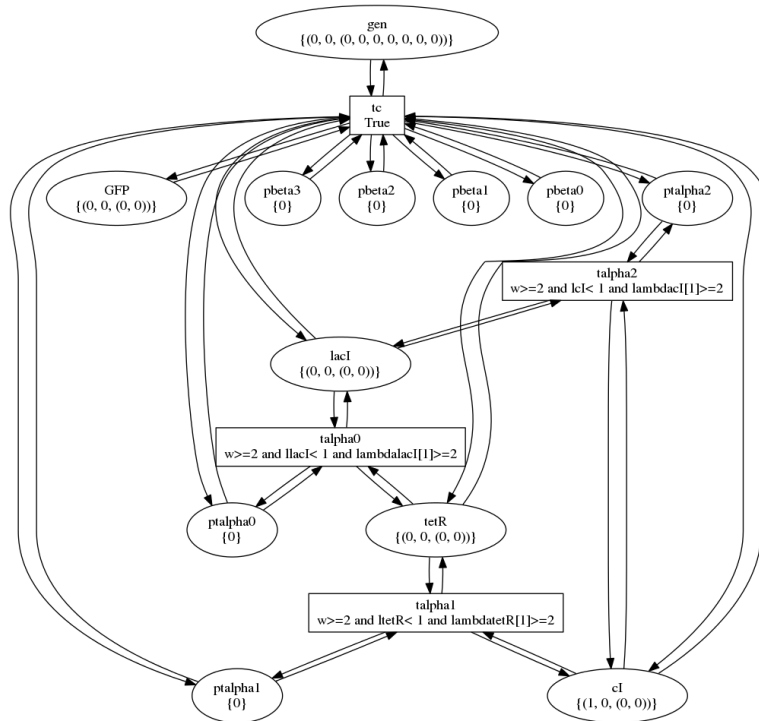 gen
{(0, 0, (0, 0, 0, 0, 0, 0, 0))}
tc
True
GFP
{(0, 0, (0, 0))}
pbeta3
{0}
pbeta2
{0}
pbeta1
{0}
pbeta0
{0}
ptalpha2
{0}
talpha2
w>=2 and lcI< 1 and lambdacI[1]>=2
lacI
{(0, 0, (0, 0))}
talpha0
w>=2 and llacI< 1 and lambdalacI[1]>=2
ptalpha0
{0}
tetR
{(0, 0, (0, 0))}
talpha1
w>=2 and ltetR< 1 and lambdatetR[1]>=2
ptalpha1
{0}
cI
{(1, 0, (0, 0))}